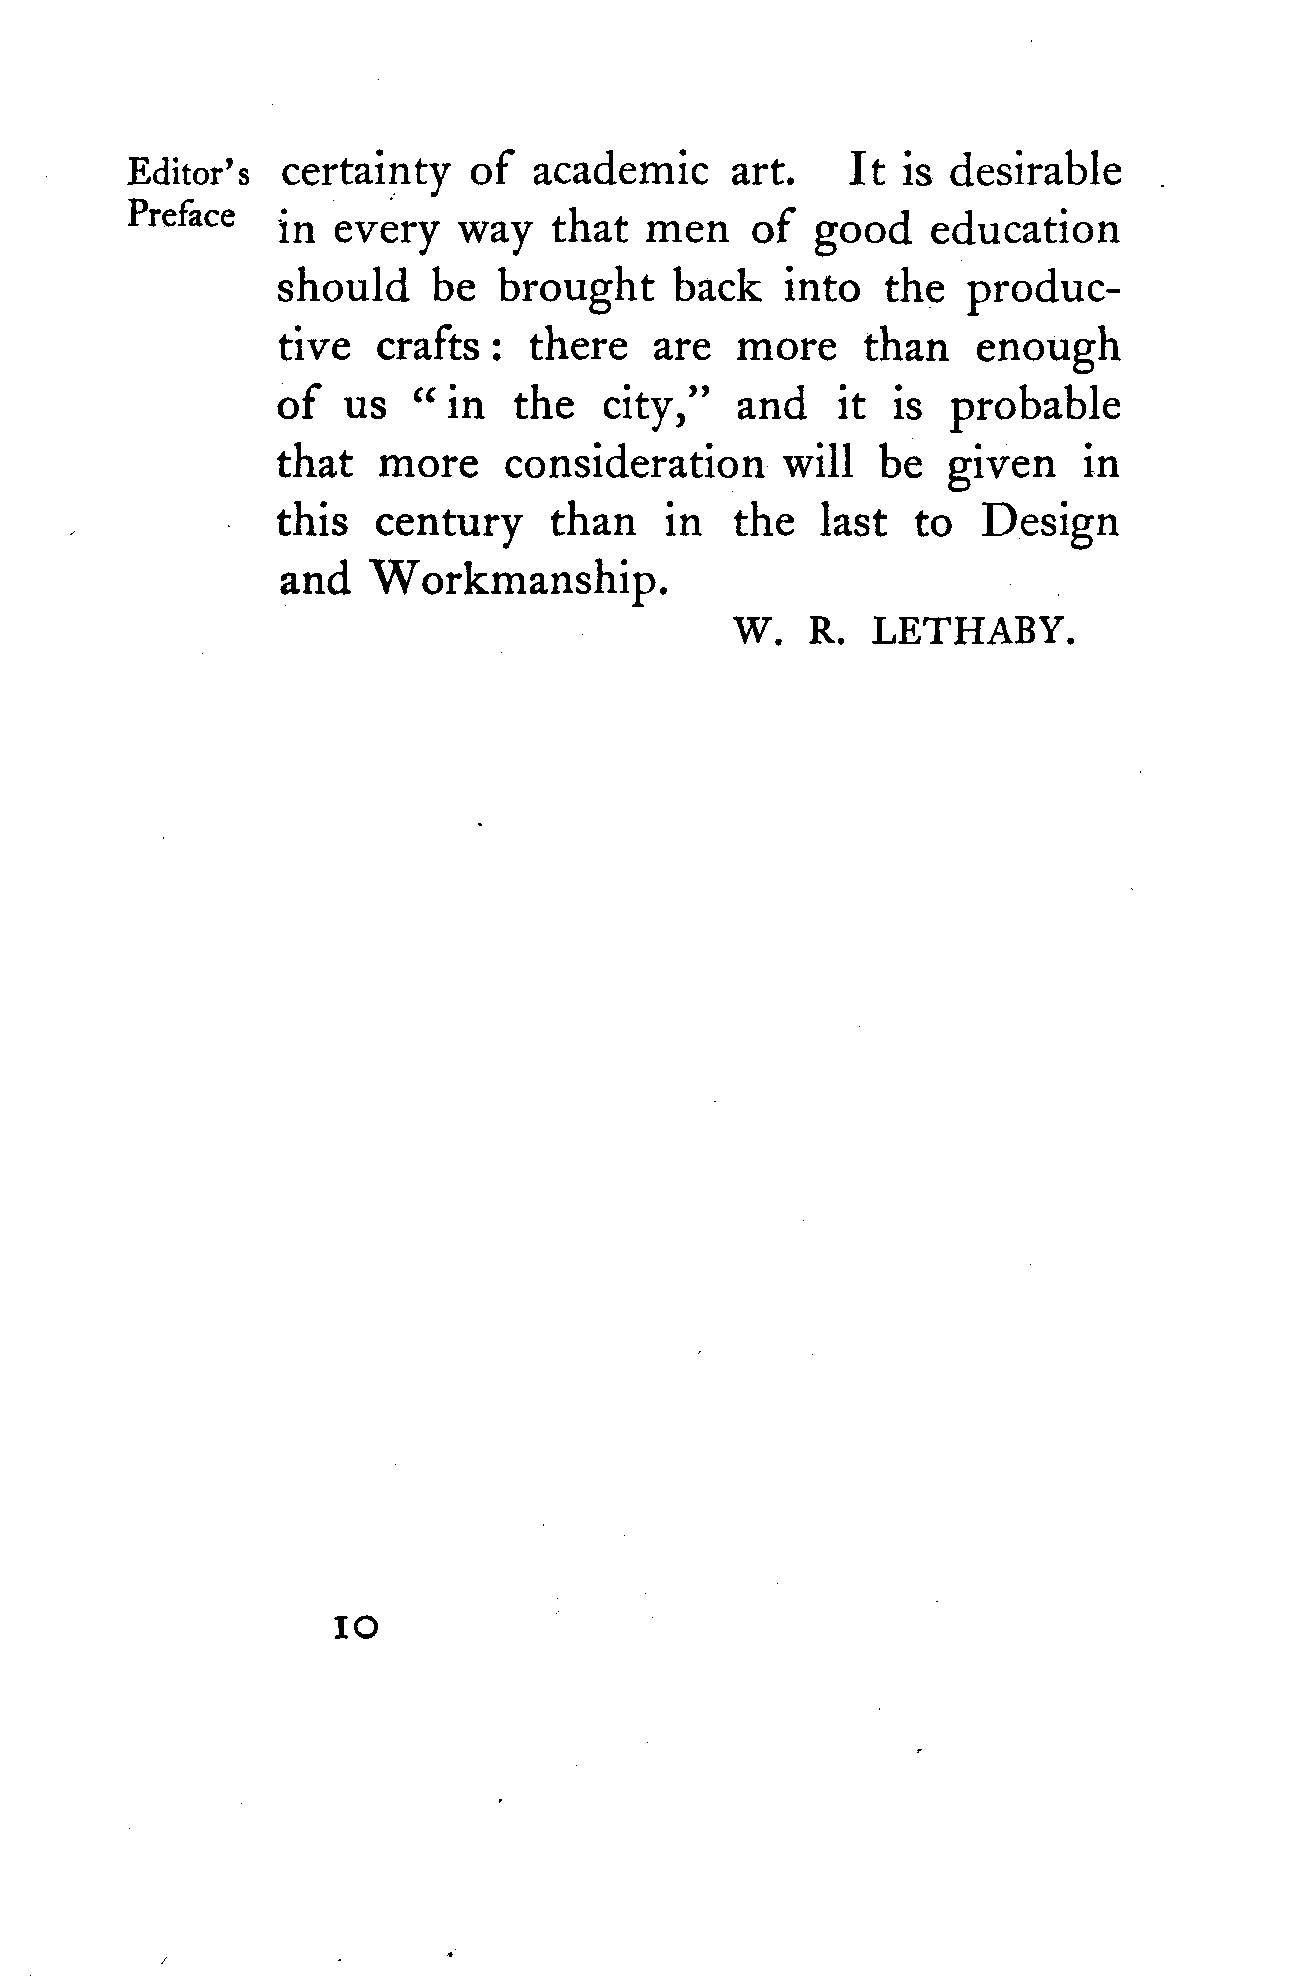 Editor's
Preface
certainty of academic art. It is desirable
in every way that men of good education
should be brought back into the produc-
tive crafts: there are more than enough
of us “in the city,” and it is probable
that more consideration will be given in
this century than in the last to Design
and Workmanship.
W. R. LETHABY.
10